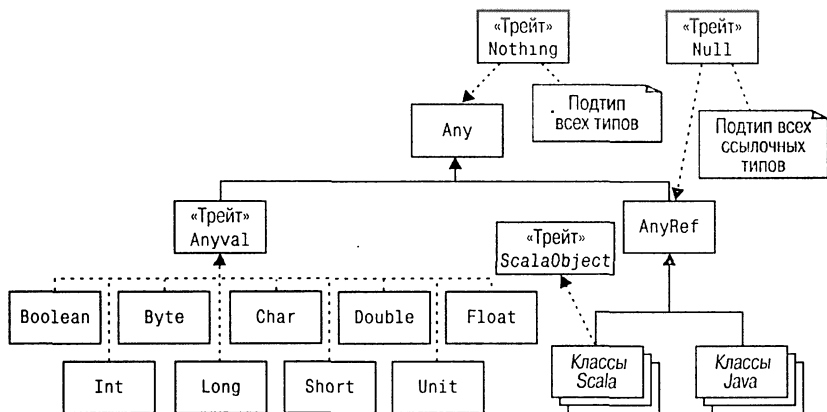 «Трейт»
Nothing
«Трейт»
Null
Подтип
всех типов
Any
Подтип всех
ссылочных
типов
«Трейт»
Anyval
«Трейт»
ScalaObject
AnyRef
Boolean
Byte
Char
Double
Float
Int
Long
Short
Unit
Классы
Scala
Классы
Java